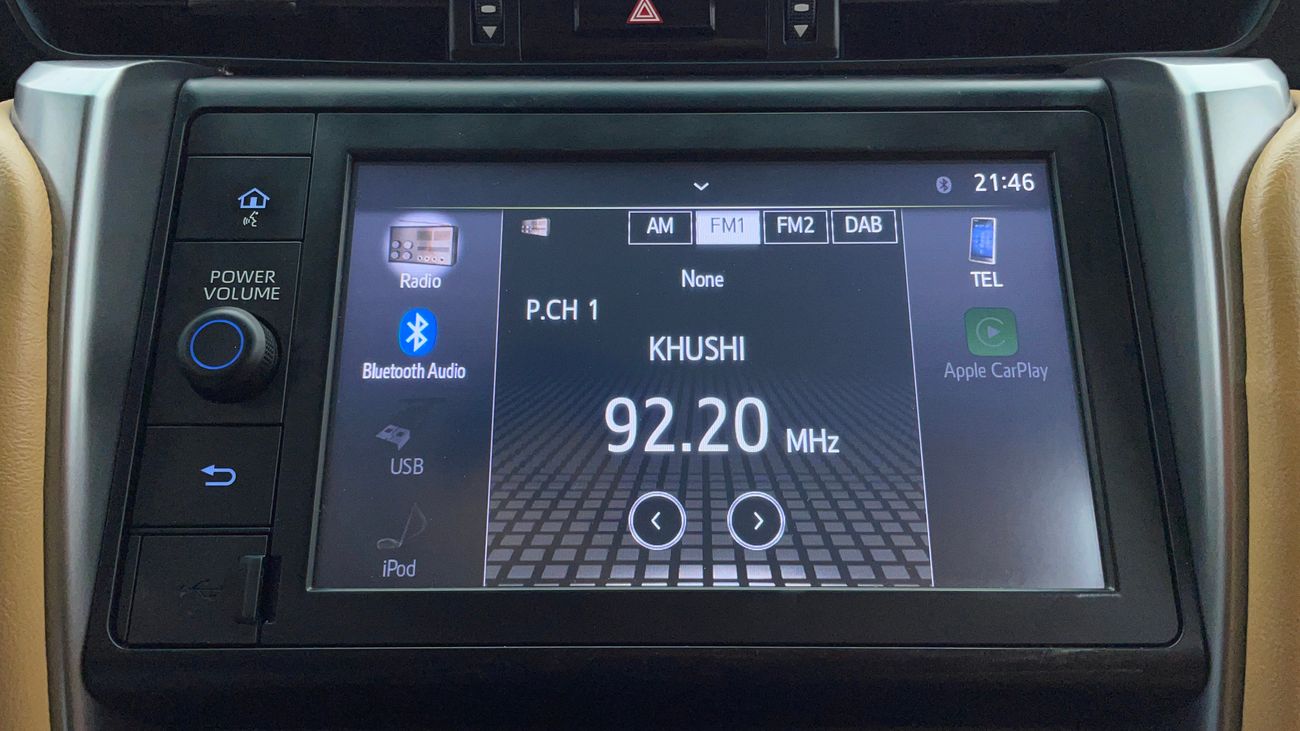 21:46
AM FM1 FM2 DAB
Radio
TEL
None
P.CH 1
POWER
VOLUME
KHUSHI
Bluetooth Audio
Apple CarPlay
92.20 MHz
USB
iPod